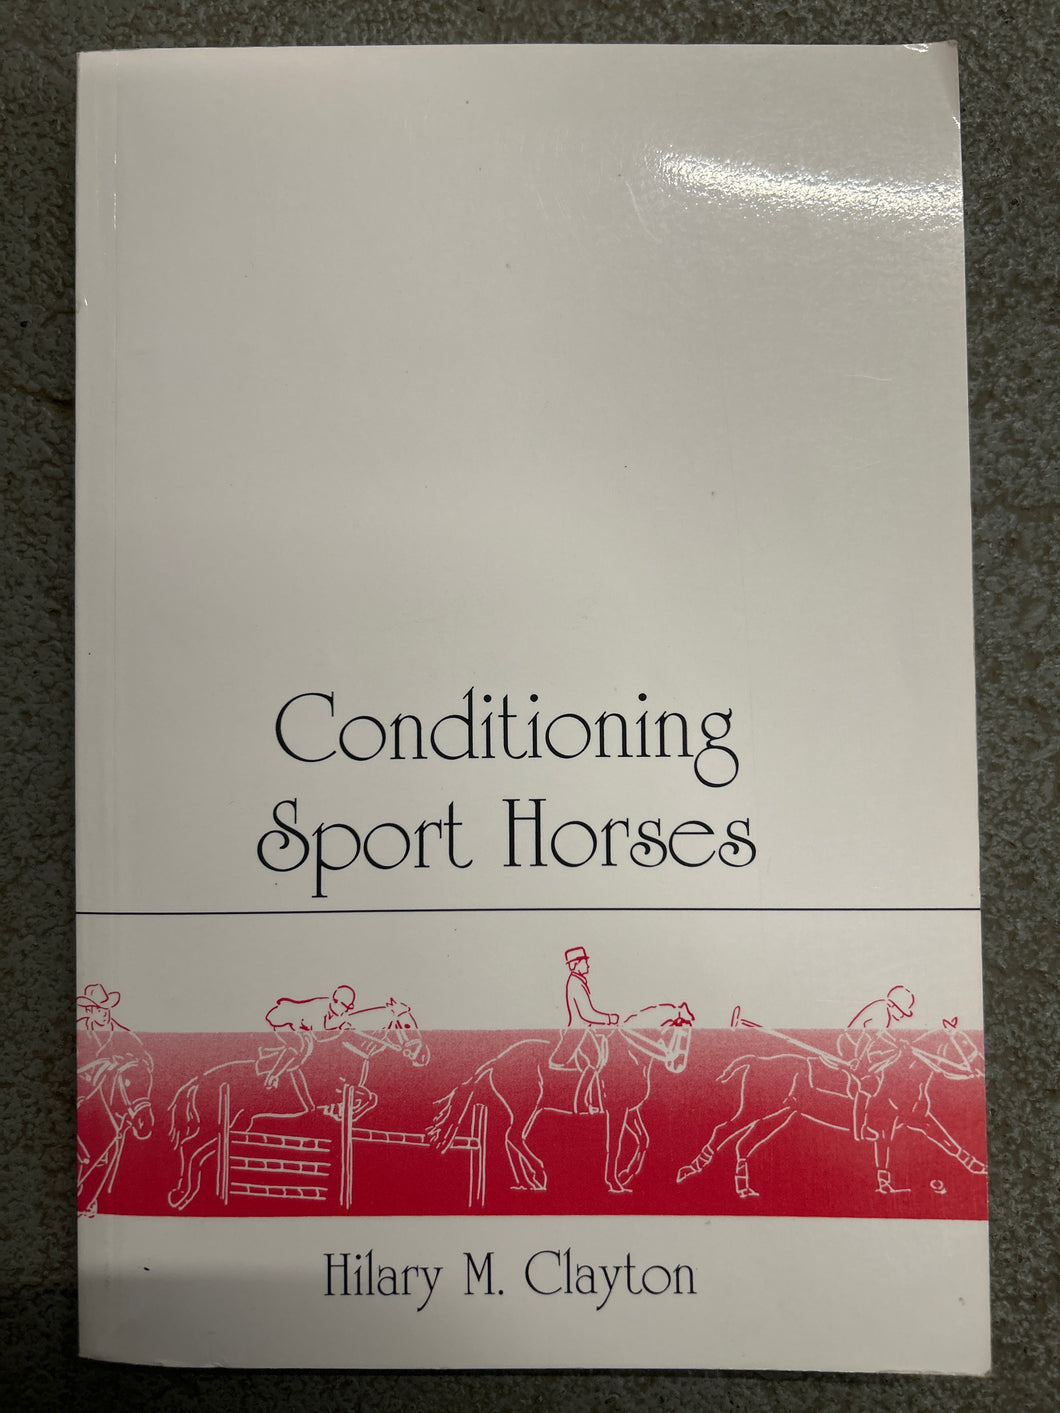 Conditioning
Sport Horses
Hilary M. Clayton